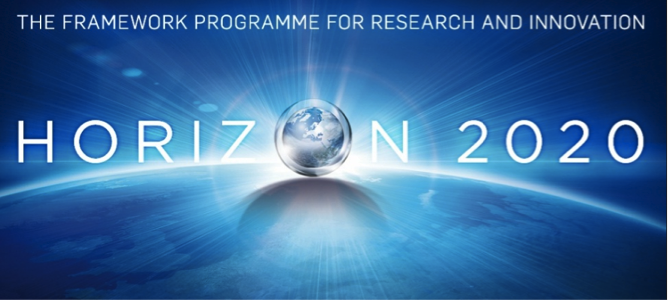 THE FRAMEWORK PROGRAMME FOR RESEARCH AND INNOVATION
HORIZON 2020